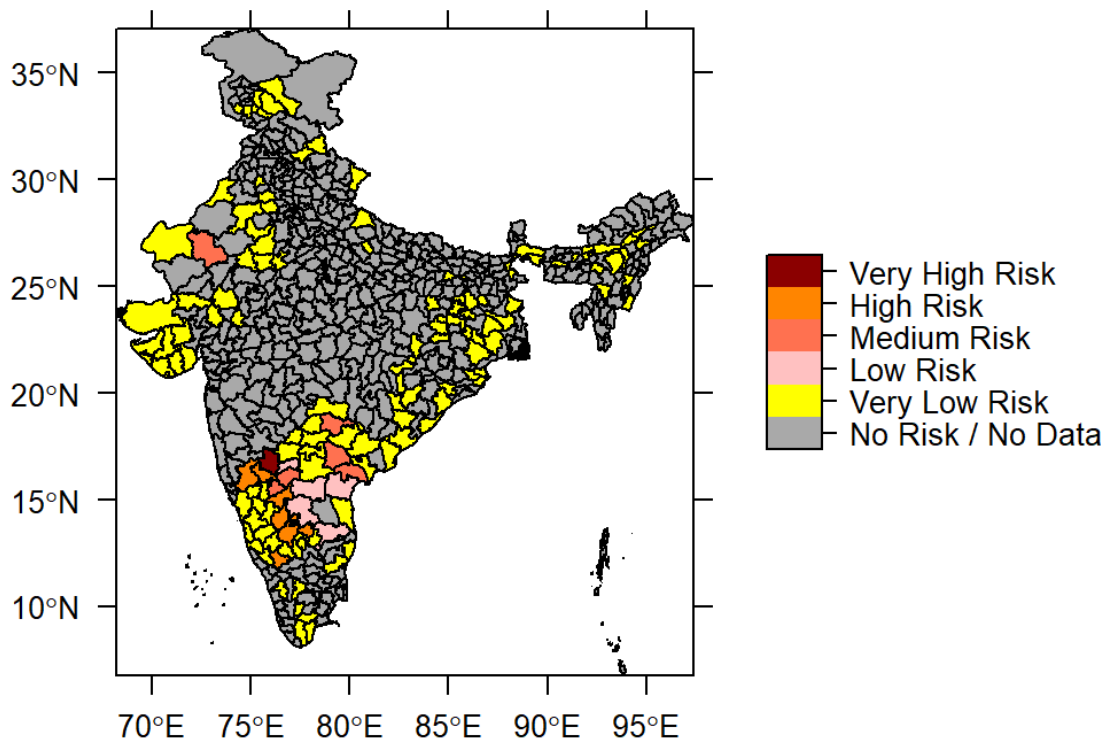 35°N
30°N
25°N
20°N
15°N
10°N
70°E 75°E 80°E 85°E 90°E 95°E
Very High Risk
High Risk
Medium Risk
Low Risk
Very Low Risk
No Risk / No Data